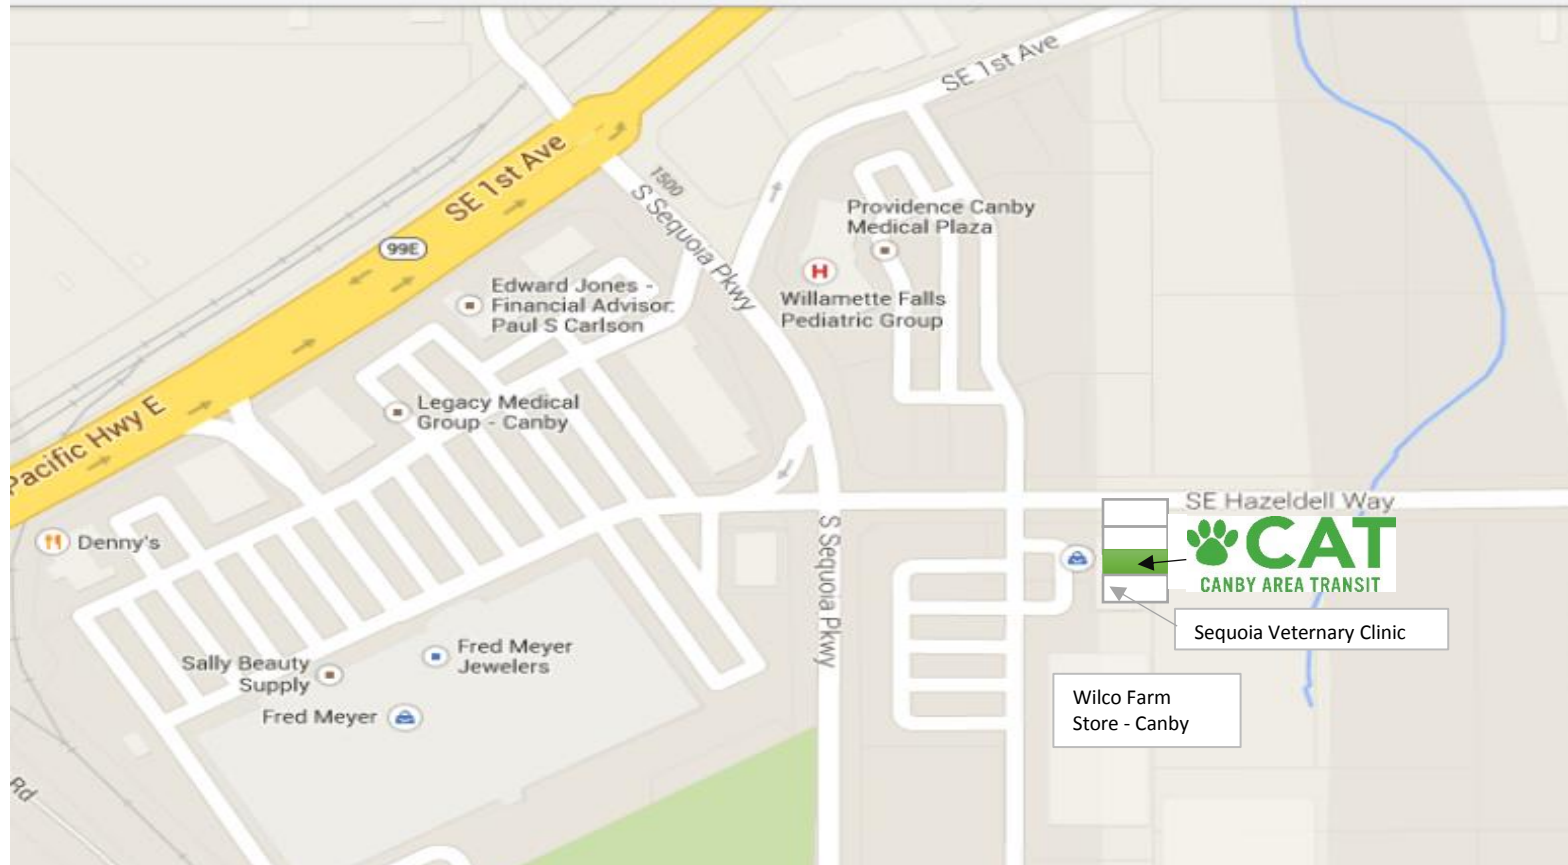 SE 1st Ave
SE 1st Ave
1500
S Sequoia Pkwy
99E
Providence Canby
Medical Plaza
H
Willamette Falls
Pediatric Group
Edward Jones -
Financial Advisor:
Paul S Carlson
Legacy Medical
Group - Canby
Pacific Hwy E
Denny's
SE Hazeldell Way
CAT
CANBY AREA TRANSIT
S Sequoia Pkwy
Sequoia Veternary Clinic
Fred Meyer
Jewelers
Sally Beauty
Supply
Fred Meyer
Wilco Farm
Store - Canby
Rd